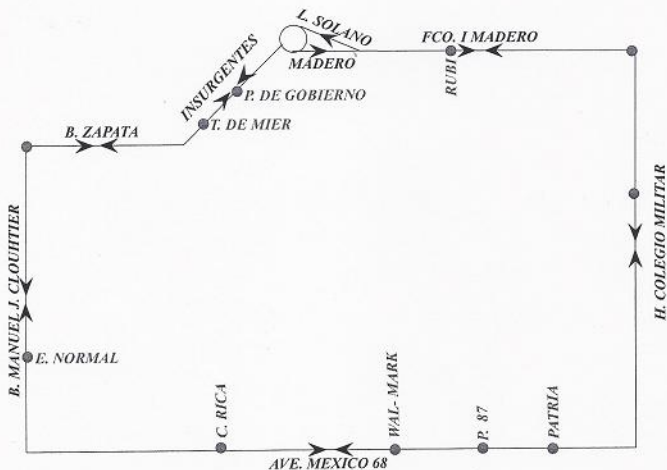 L. SOLANO
FCO. I MADERO
MADERO
RUBI
INSURGENTES
P. DE GOBIERNO
T. DE MIER
B. ZAPATA
H. COLEGIO MILITAR
B. MANUEL J. CLOUHTIER
E. NORMAL
C. RICA
WAL- MARK
P. 87
PATRIA
AVE. MEXICO 68